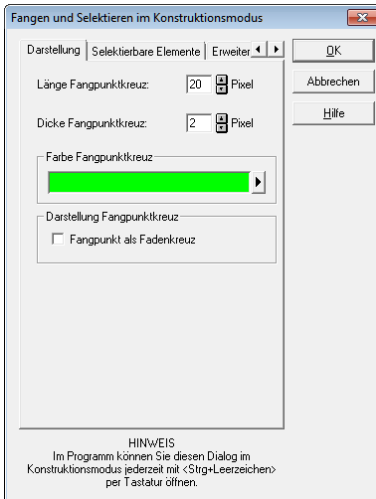 Fangen und Selektieren im Konstruktionsmodus
Darstellung Selektierbare Elemente Erweiter
Länge Fangpunktkreuz: 20 Pixel
Dicke Fangpunktkreuz: 2 Pixel
Farbe Fangpunktkreuz
Darstellung Fangpunktkreuz
Fangpunkt als Fadenkreuz
OK
Abbrechen
Hilfe
HINWEIS
Im Programm können Sie diesen Dialog im
Konstruktionsmodus jederzeit mit <Strg+Leerzeichen>
per Tastatur öffnen.